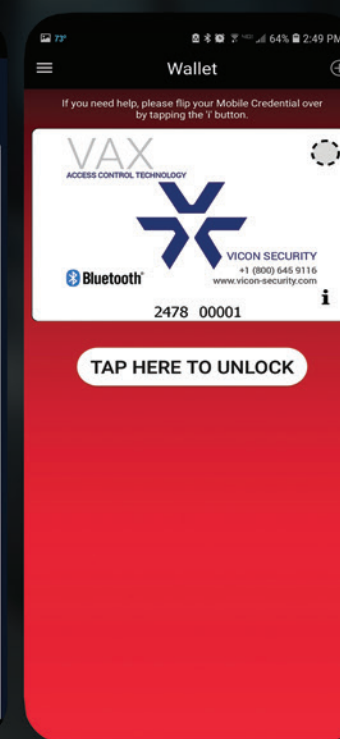 73° 64% 2:49 PM
Wallet
If you need help, please flip your Mobile Credential over
by tapping the 'i' button.
VAX
ACCESS CONTROL TECHNOLOGY
VICON SECURITY
+1 (800) 645 9116
Bluetooth®
www.vicon-security.com
i
2478 00001
TAP HERE TO UNLOCK